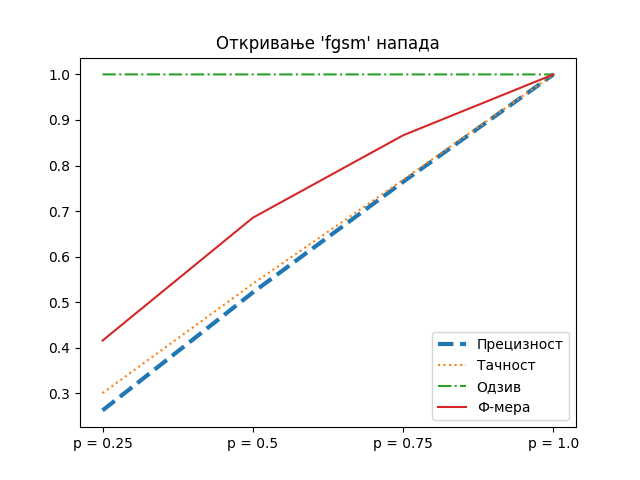 Откривање 'fgsm' напада
1.0
0.9
0.8
0.7
0.6
0.5
0.4
0.3
Прецизност
Тачност
Одзив
Ф-мера
p = 0.25 p = 0.5 p = 0.75 p = 1.0